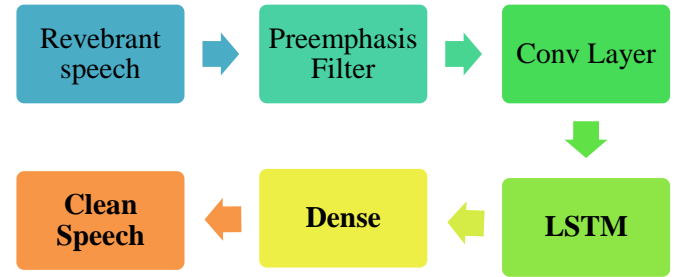 Revebrant
speech
Preemphasis
Filter
Conv Layer
LSTM
Dense
Clean
Speech